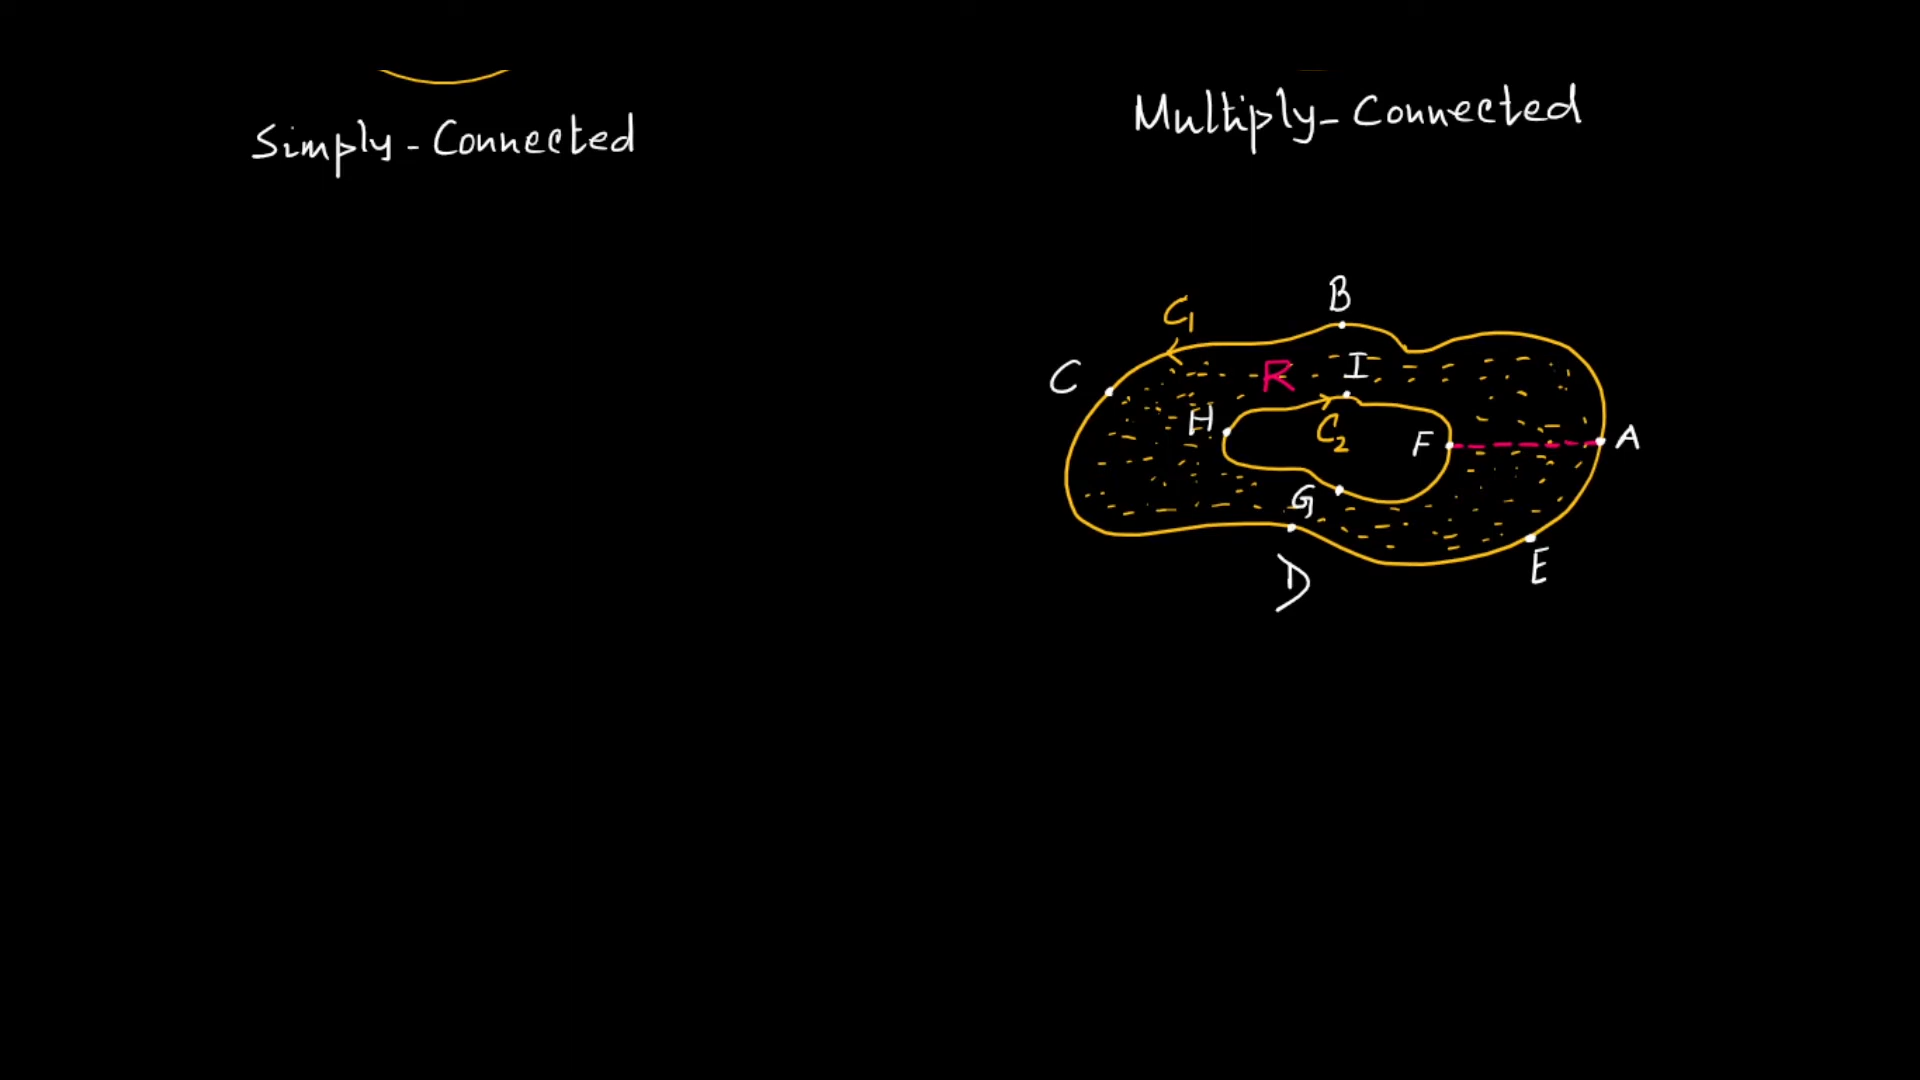 Simply-Connected
Multiply-Connected
B
C₁
C
R
I
H
C₂
F
A
G
D
E